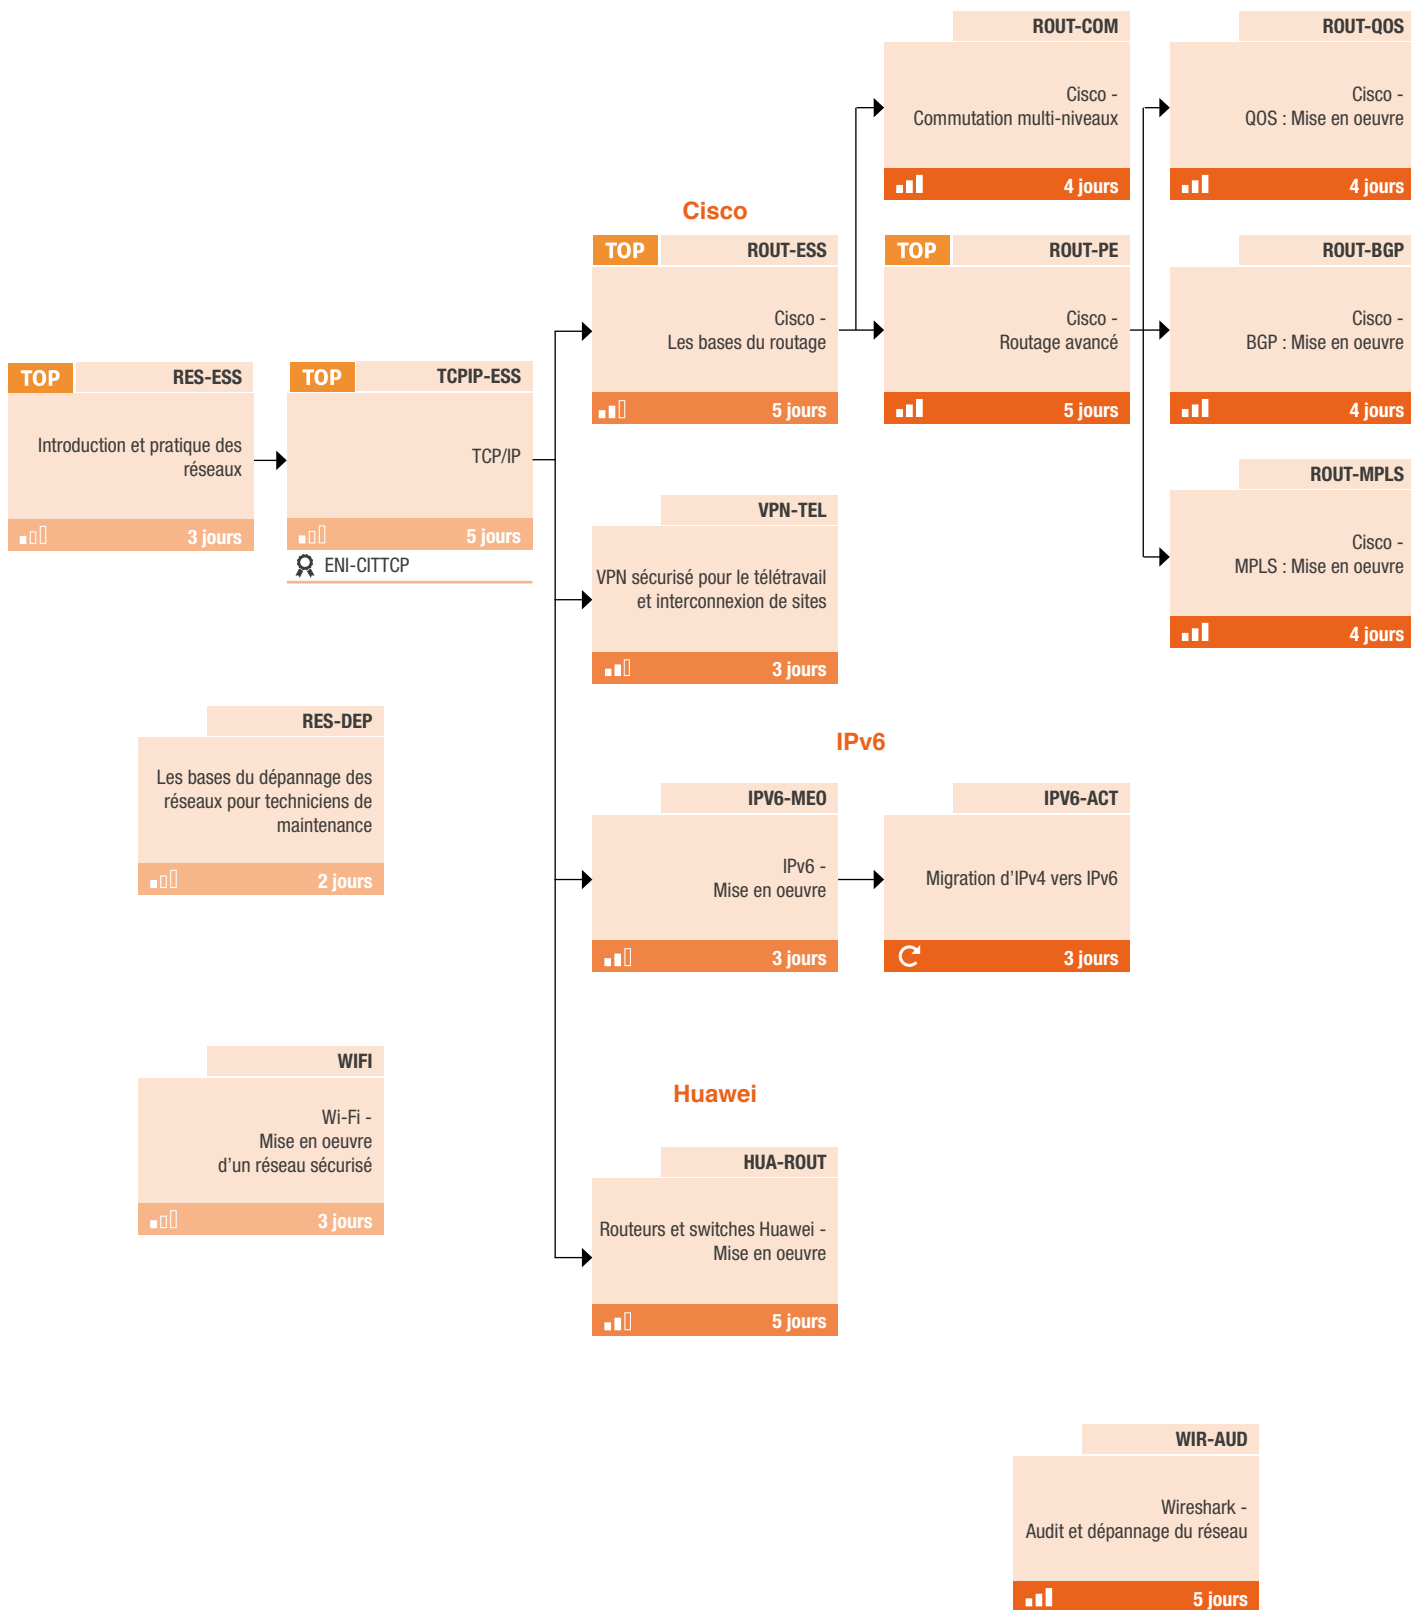 ROUT-COM
Cisco -
Commutation multi-niveaux
4 jours
ROUT-QOS
Cisco -
QOS : Mise en oeuvre
4 jours
Cisco
TOP
ROUT-ESS
Cisco -
Les bases du routage
5 jours
TOP
ROUT-PE
Cisco -
Routage avancé
5 jours
ROUT-BGP
Cisco -
BGP : Mise en oeuvre
4 jours
TOP
RES-ESS
Introduction et pratique des
réseaux
3 jours
TOP
TCPIP-ESS
TCP/IP
5 jours
ENI-CITTCP
ROUT-MPLS
Cisco -
MPLS : Mise en oeuvre
4 jours
VPN-TEL
VPN sécurisé pour le télétravail
et interconnexion de sites
3 jours
RES-DEP
Les bases du dépannage des
réseaux pour techniciens de
maintenance
2 jours
IPv6
IPV6-MEO
IPv6 -
Mise en oeuvre
3 jours
IPV6-ACT
Migration d'IPv4 vers IPv6
3 jours
WIFI
Wi-Fi -
Mise en oeuvre
d'un réseau sécurisé
3 jours
Huawei
HUA-ROUT
Routeurs et switches Huawei -
Mise en oeuvre
5 jours
WIR-AUD
Wireshark -
Audit et dépannage du réseau
5 jours